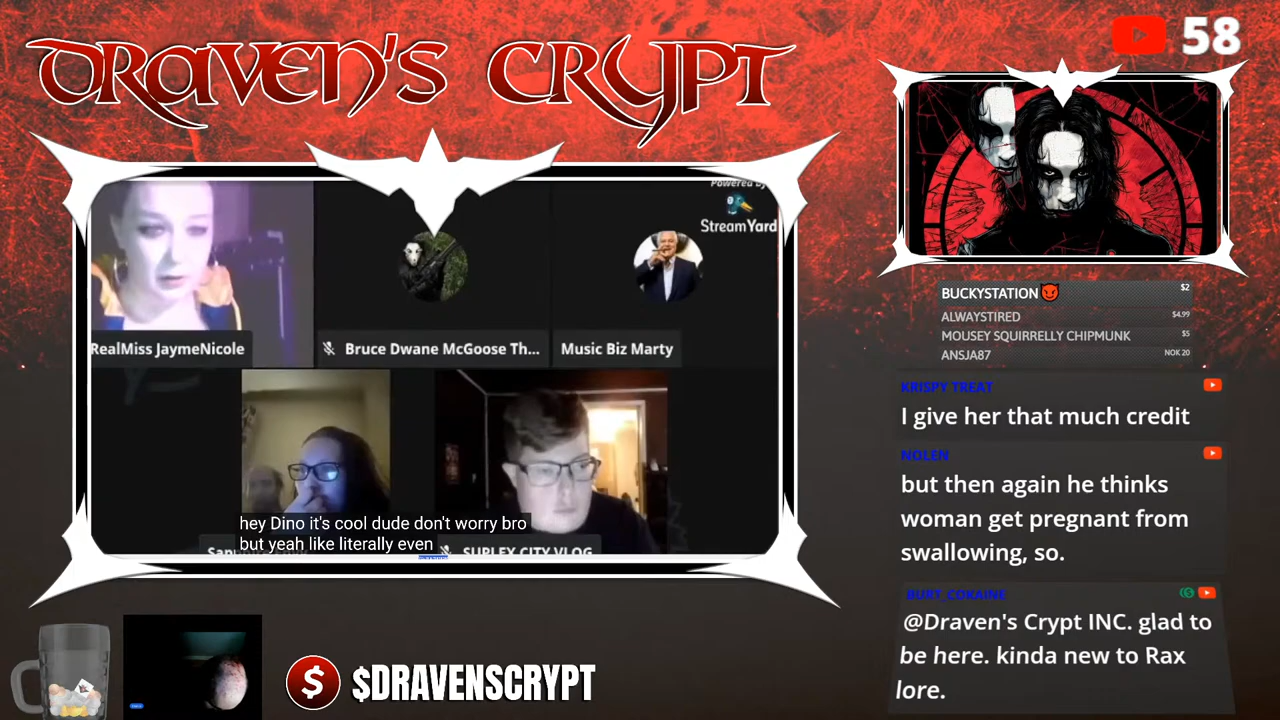 DRAVEN'S CRYPT
58
Powered by
StreamYard
RealMiss JaymeNicole
Bruce Dwane McGoose Th...
Music Biz Marty
hey Dino it's cool dude don't worry bro
but yeah like literally even
SUPLEX CITY VLOG
BUCKYSTATION $2
ALWAYSTIRED $4.99
MOUSEY SQUIRRELLY CHIPMUNK $5
ANSJA87 NOK 20
KRISPY TREAT
I give her that much credit
NOLEN
but then again he thinks
woman get pregnant from
swallowing, so.
BURT COKAINE
@Draven's Crypt INC. glad to
be here. kinda new to Rax
lore.
$ $DRAVENSCRYPT